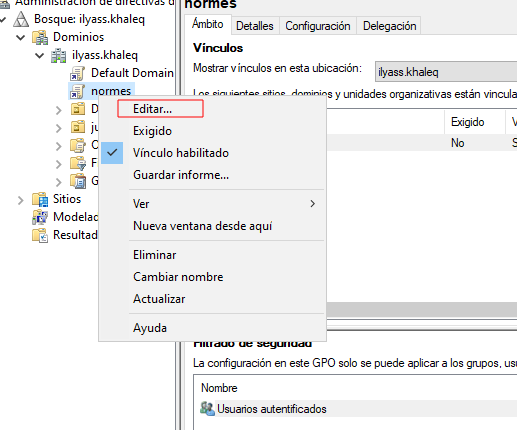 Administración de directivas d
Bosque: ilyass.khaleq
Dominios
ilyass.khaleq
Default Domain
normes
D
ju
O
F
G
Sitios
Modelad
Resultad
Editar...
Exigido
Vínculo habilitado
Guardar informe...
Ver
Nueva ventana desde aquí
Eliminar
Cambiar nombre
Actualizar
Ayuda
normes
Ámbito
Detalles
Configuración
Delegación
Vínculos
Mostrar vínculos en esta ubicación:
ilyass.khaleq
Los siguientes sitios, dominios y unidades organizativas están vincula
Exigido
V
No
S
Filtrado de seguridad
La configuración en este GPO solo se puede aplicar a los grupos, usu
Nombre
Usuarios autentificados